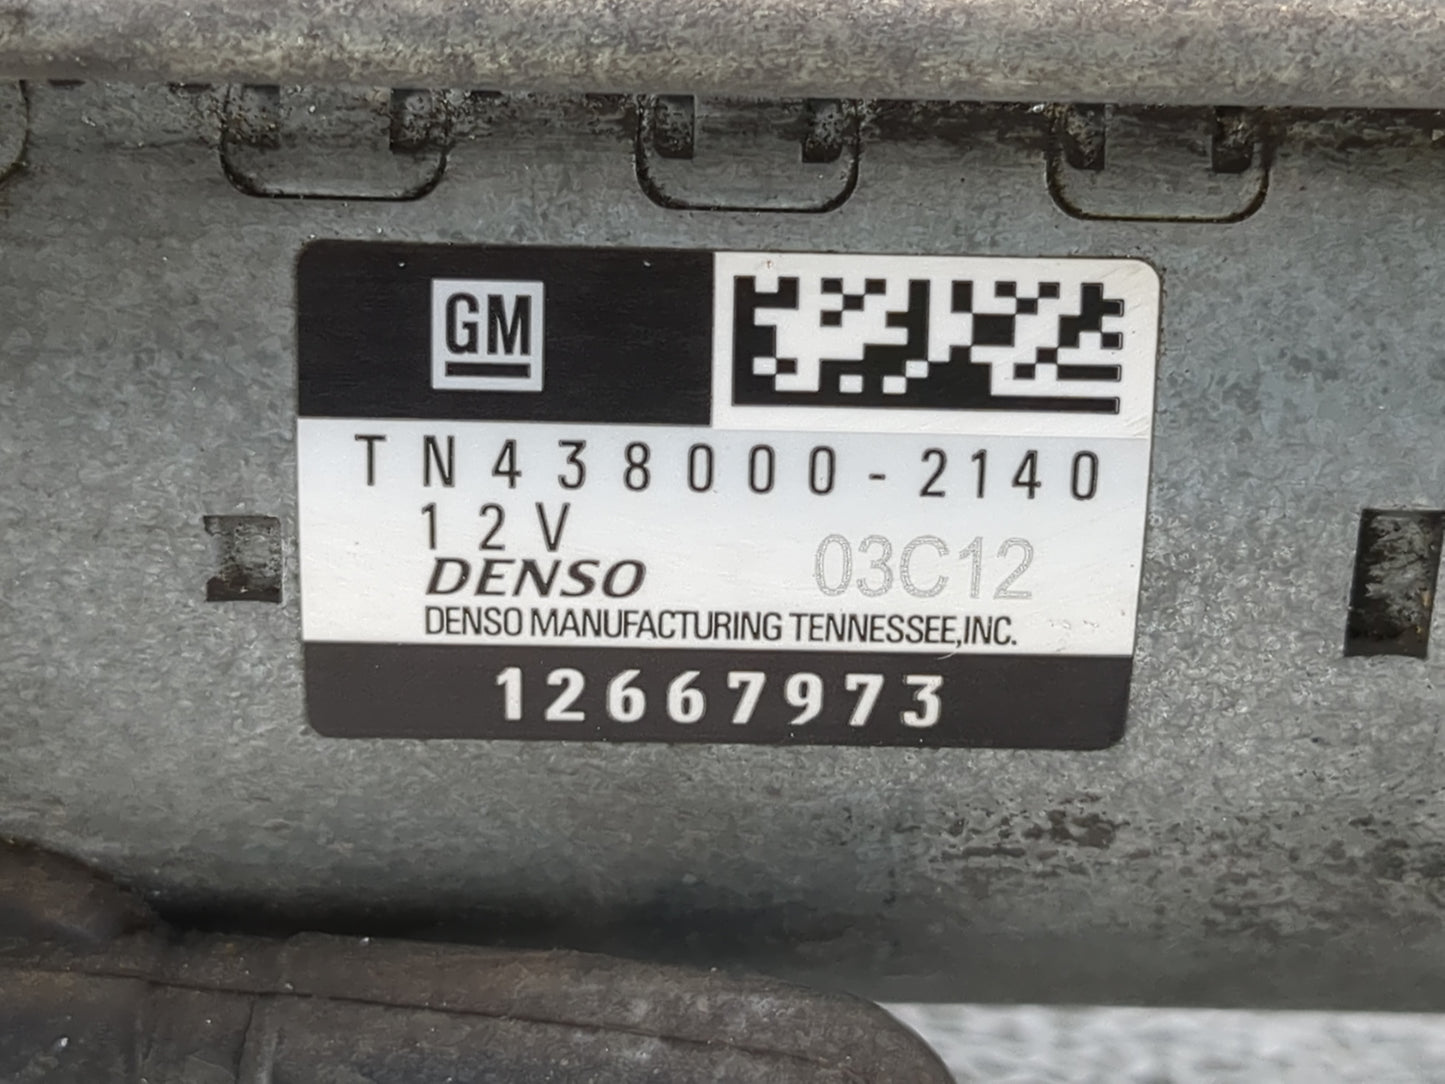 GM
TN438000-2140
12V
DENSO 03C12
DENSO MANUFACTURING TENNESSEE,INC.
12667973